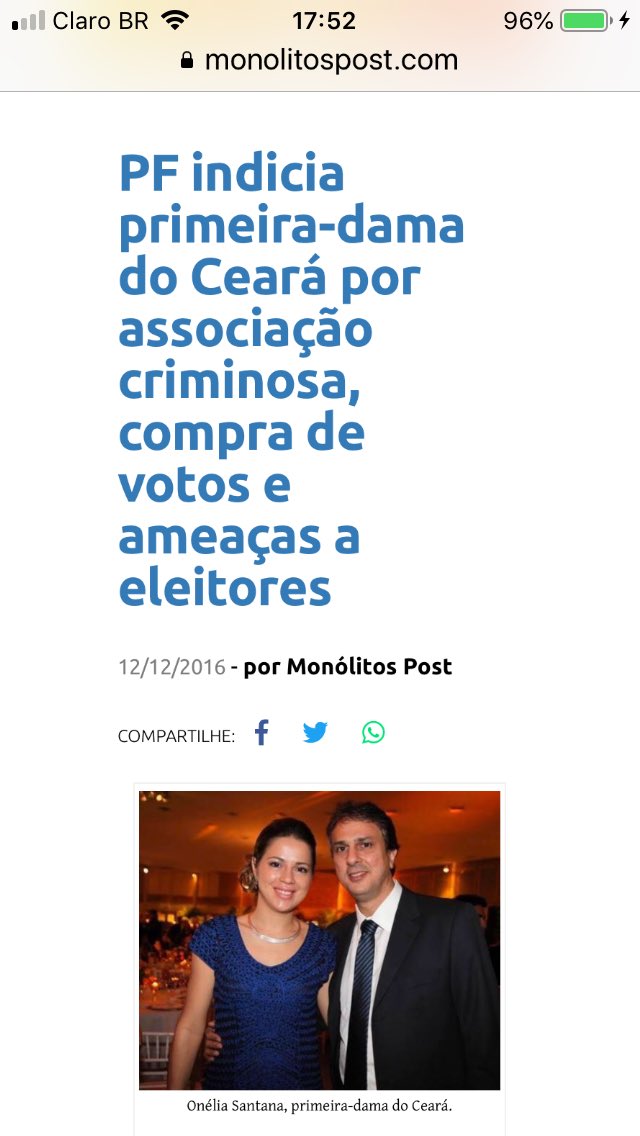 Claro BR 17:52 96%
monolitospost.com
PF indicia
primeira-dama
do Ceará por
associação
criminosa,
compra de
votos e
ameaças a
eleitores
12/12/2016 - por Monólitos Post
COMPARTILHE:
Onélia Santana, primeira-dama do Ceará.